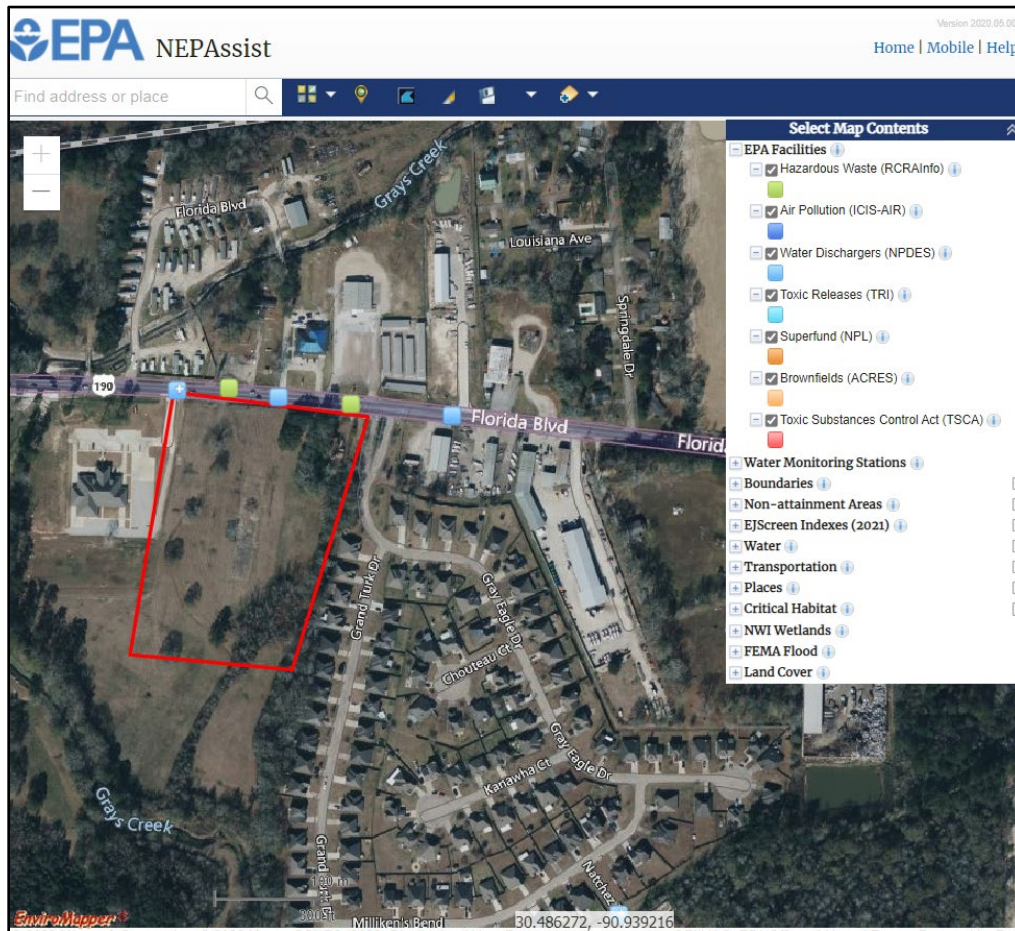 EPA NEPAssist
Version 2020.05.00
Home | Mobile | Help
Find address or place
Select Map Contents
EPA Facilities
Hazardous Waste (RCRAInfo)
Air Pollution (ICIS-AIR)
Water Dischargers (NPDES)
Toxic Releases (TRI)
Superfund (NPL)
Brownfields (ACRES)
Toxic Substances Control Act (TSCA)
Water Monitoring Stations
Boundaries
Non-attainment Areas
EJScreen Indexes (2021)
Water
Transportation
Places
Critical Habitat
NWI Wetlands
FEMA Flood
Land Cover
Grays Creek
Florida Blvd
Louisiana Ave
Springdale Dr
190
Florida Blvd
Florida
Grand Turk Dr
Gray Eagle Dr
Chouteau Ct
Gray Eagle Dr
Kanawha Ct
Grays Creek
Grand Turk Dr
Natchez
300 ft
EnviroMapper
Milliken's Bend
30.486272, -90.939216